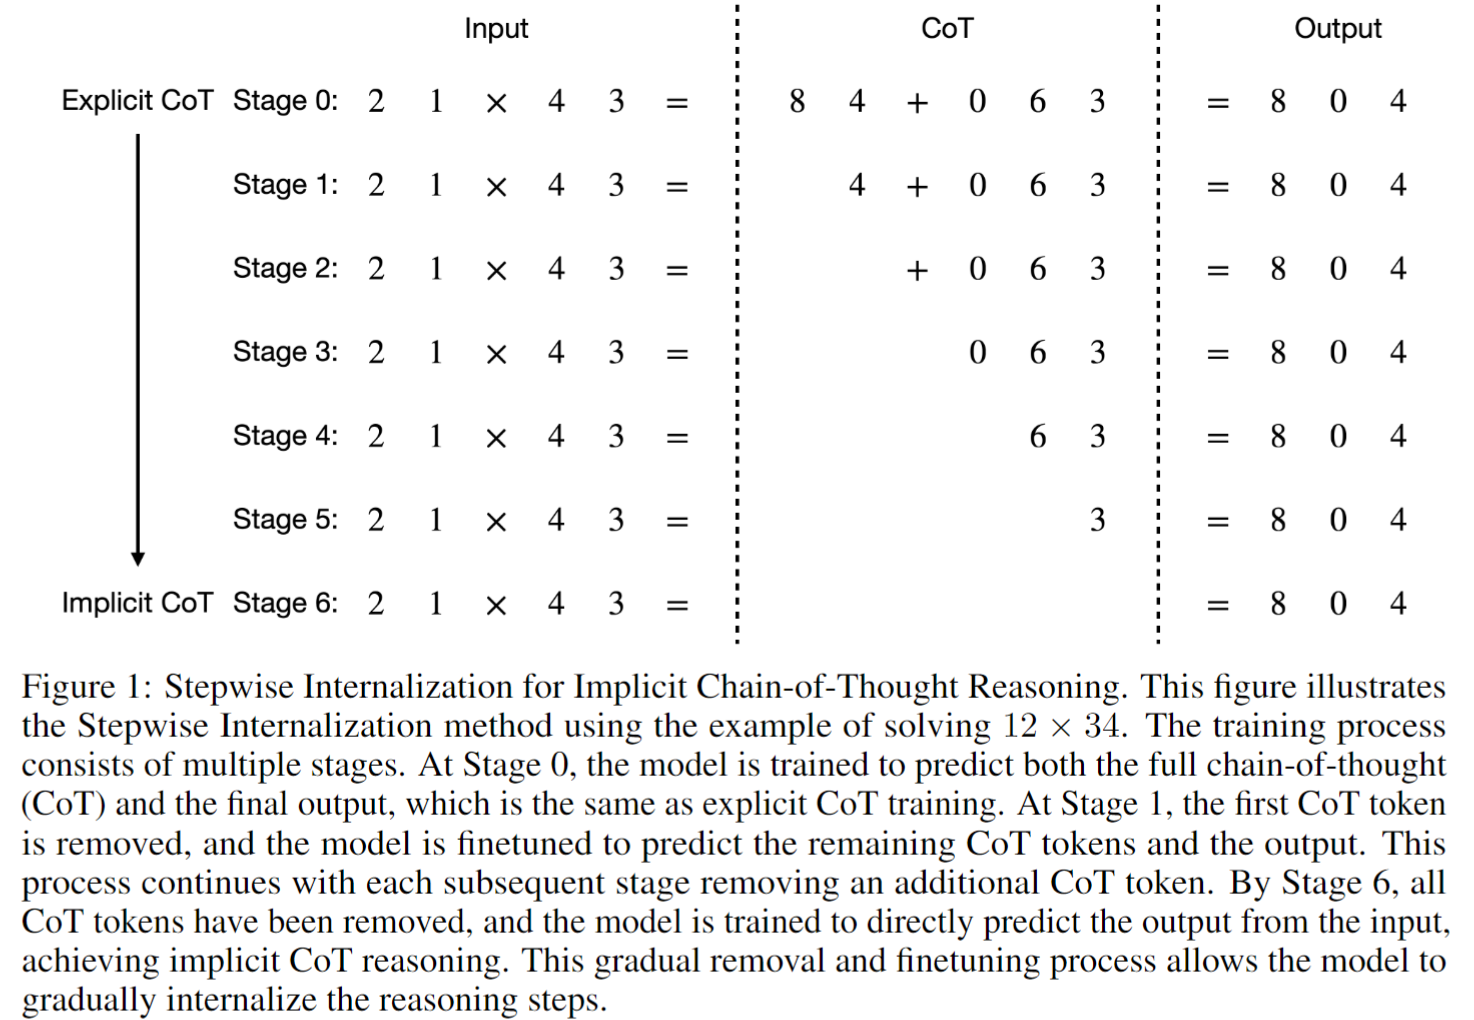 Input CoT Output
Explicit CoT Stage 0: 2 1 × 4 3 = 8 4 + 0 6 3 = 8 0 4
Stage 1: 2 1 × 4 3 = 4 + 0 6 3 = 8 0 4
Stage 2: 2 1 × 4 3 = + 0 6 3 = 8 0 4
Stage 3: 2 1 × 4 3 = 0 6 3 = 8 0 4
Stage 4: 2 1 × 4 3 = 6 3 = 8 0 4
Stage 5: 2 1 × 4 3 = 3 = 8 0 4
Implicit CoT Stage 6: 2 1 × 4 3 = = 8 0 4
Figure 1: Stepwise Internalization for Implicit Chain-of-Thought Reasoning. This figure illustrates
the Stepwise Internalization method using the example of solving 12 × 34. The training process
consists of multiple stages. At Stage 0, the model is trained to predict both the full chain-of-thought
(CoT) and the final output, which is the same as explicit CoT training. At Stage 1, the first CoT token
is removed, and the model is finetuned to predict the remaining CoT tokens and the output. This
process continues with each subsequent stage removing an additional CoT token. By Stage 6, all
CoT tokens have been removed, and the model is trained to directly predict the output from the input,
achieving implicit CoT reasoning. This gradual removal and finetuning process allows the model to
gradually internalize the reasoning steps.